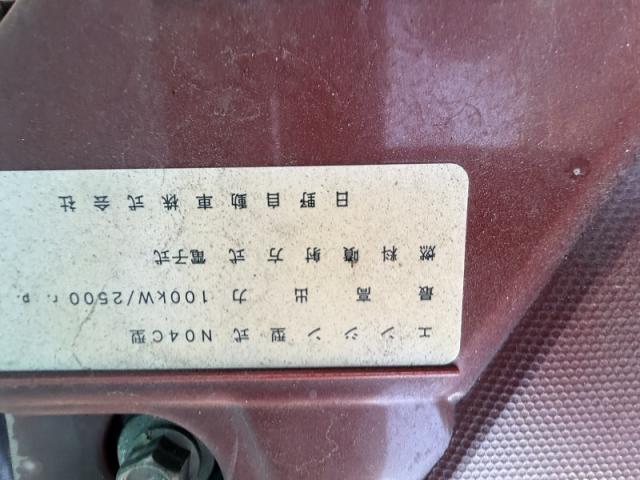 エンジン型式 N04C型
最高出力 100kW/2500 r.p.
燃料噴射方式 電子式
日野自動車株式会社